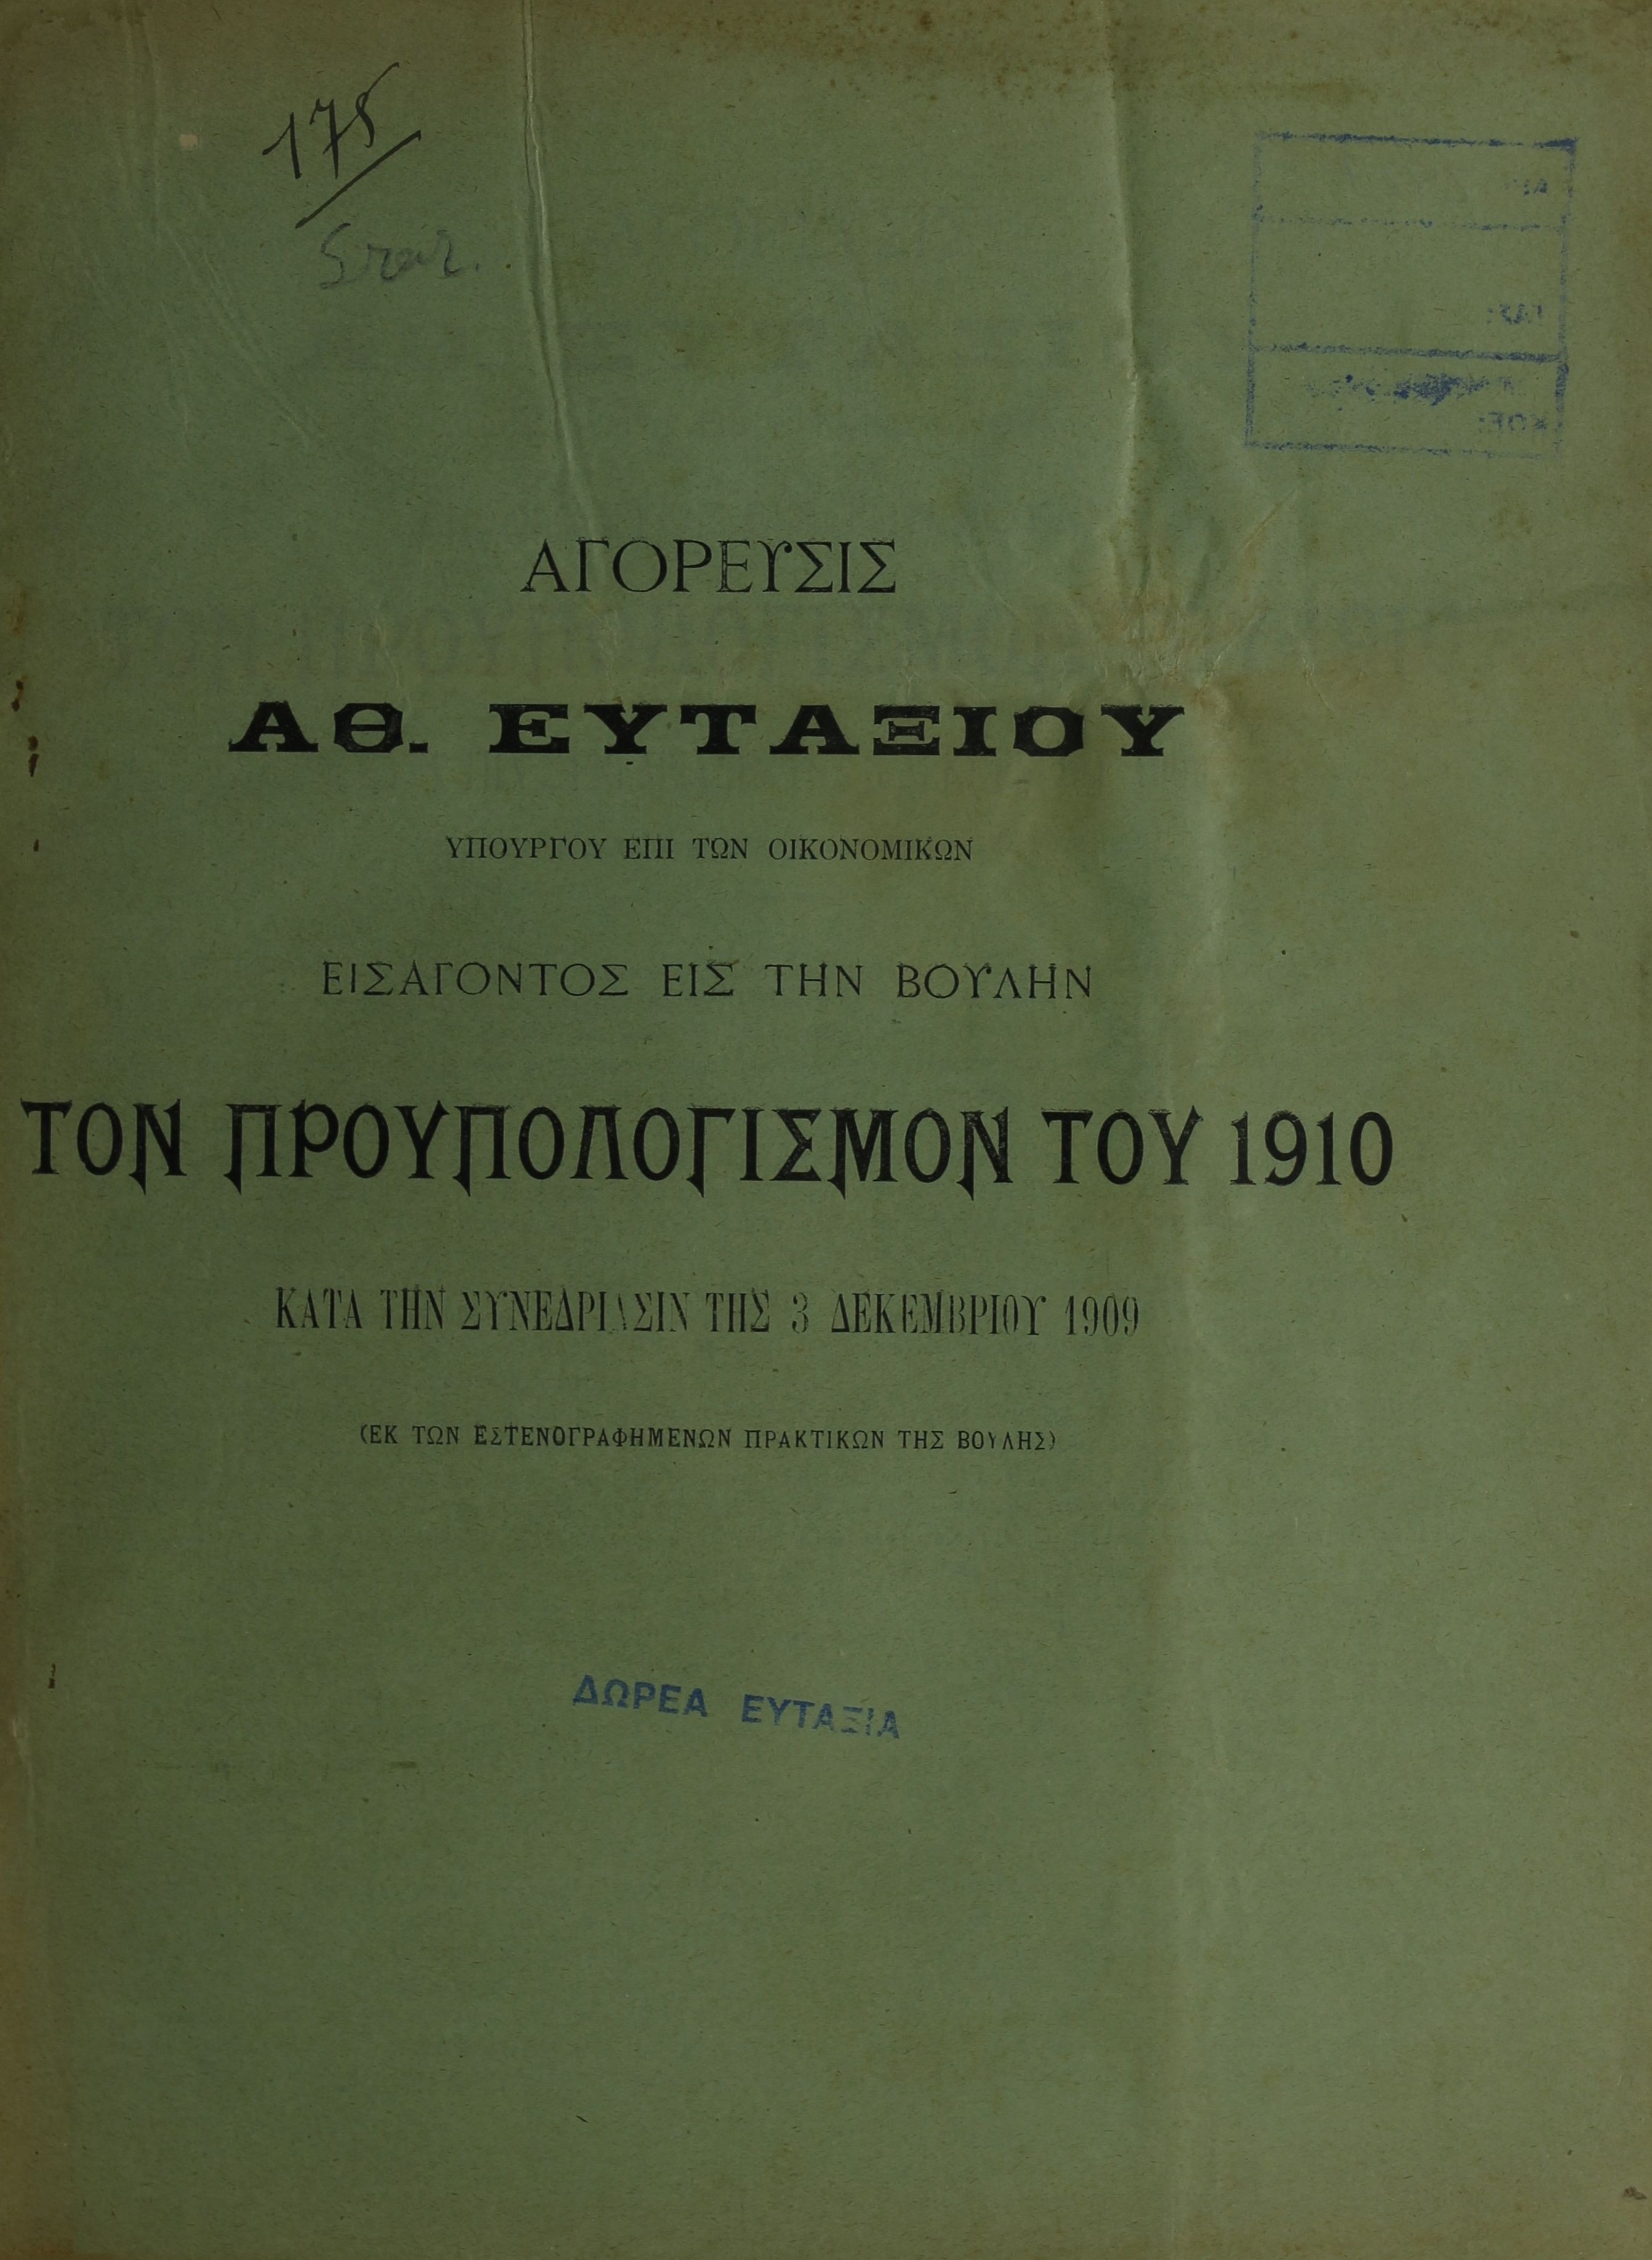 175
ΑΓΟΡΕΥΣΙΣ
ΑΘ. ΕΥΤΑΞΙΟΥ
ΥΠΟΥΡΓΟΥ ΕΠΙ ΤΩΝ ΟΙΚΟΝΟΜΙΚΩΝ
ΕΙΣΑΓΟΝΤΟΣ ΕΙΣ ΤΗΝ ΒΟΥΛΗΝ
ΤΟΝ ΠΡΟΥΠΟΛΟΓΙΣΜΟΝ ΤΟΥ 1910
ΚΑΤΑ ΤΗΝ ΣΥΝΕΔΡΙΑΣΙΝ ΤΗΣ 3 ΔΕΚΕΜΒΡΙΟΥ 1909
(ΕΚ ΤΩΝ ΕΣΤΕΝΟΓΡΑΦΗΜΕΝΩΝ ΠΡΑΚΤΙΚΩΝ ΤΗΣ ΒΟΥΛΗΣ)
ΔΩΡΕΑ ΕΥΤΑΞΙΑ